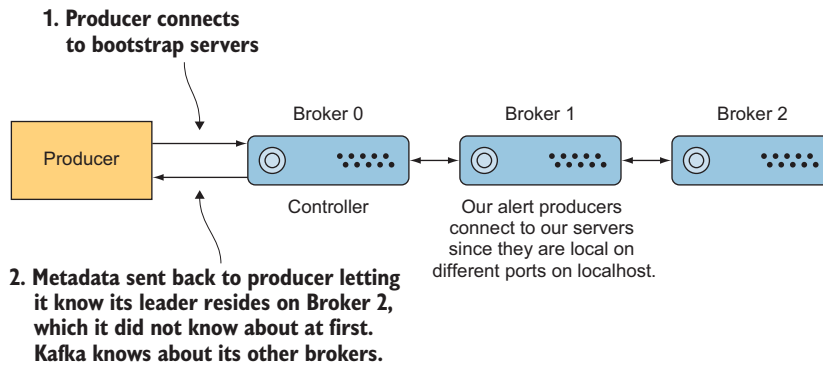 1. Producer connects
to bootstrap servers
Broker 0
Broker 1
Broker 2
Producer
Controller
Our alert producers
connect to our servers
since they are local on
different ports on localhost.
2. Metadata sent back to producer letting
it know its leader resides on Broker 2,
which it did not know about at first.
Kafka knows about its other brokers.